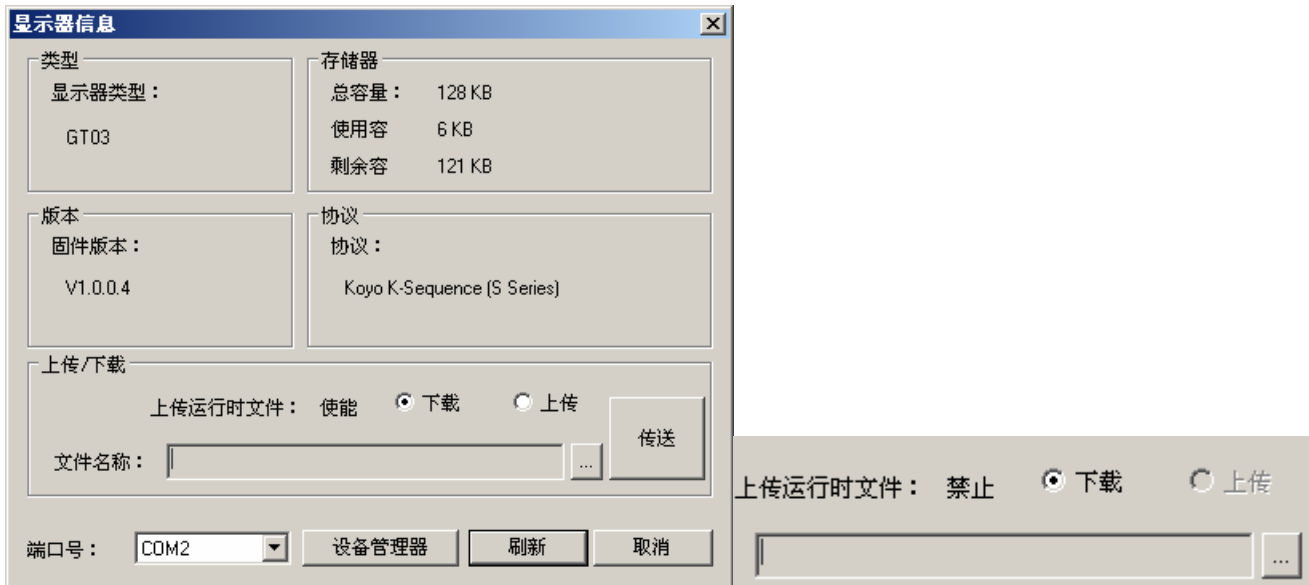 显示器信息
类型
显示器类型：
GT03
存储器
总容量： 128 KB
使用容 6 KB
剩余容 121 KB
版本
固件版本：
V1.0.0.4
协议
协议：
Koyo K-Sequence (S Series)
上传/下载
上传运行时文件： 使能 下载 上传
文件名称： ...
传送
端口号： COM2 设备管理器 刷新 取消
上传运行时文件： 禁止 下载 上传
...